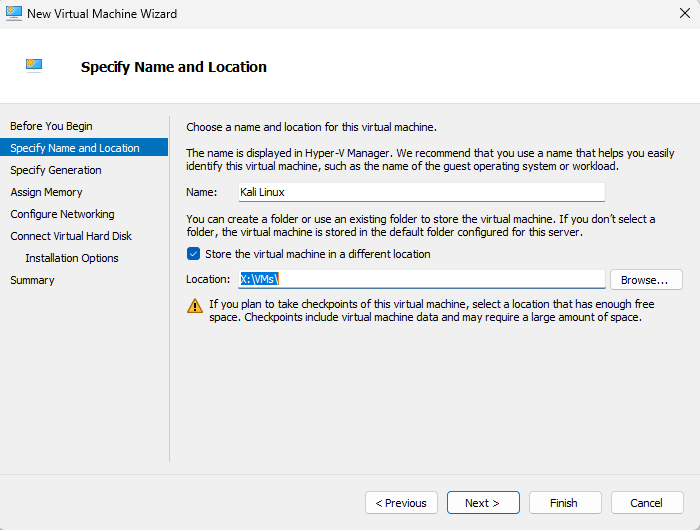 New Virtual Machine Wizard
Specify Name and Location
Before You Begin
Specify Name and Location
Specify Generation
Assign Memory
Configure Networking
Connect Virtual Hard Disk
Installation Options
Summary
Choose a name and location for this virtual machine.
The name is displayed in Hyper-V Manager. We recommend that you use a name that helps you easily
identify this virtual machine, such as the name of the guest operating system or workload.
Name: Kali Linux
You can create a folder or use an existing folder to store the virtual machine. If you don't select a
folder, the virtual machine is stored in the default folder configured for this server.
Store the virtual machine in a different location
Location: X:\VMs\ Browse...
If you plan to take checkpoints of this virtual machine, select a location that has enough free
space. Checkpoints include virtual machine data and may require a large amount of space.
< Previous Next > Finish Cancel